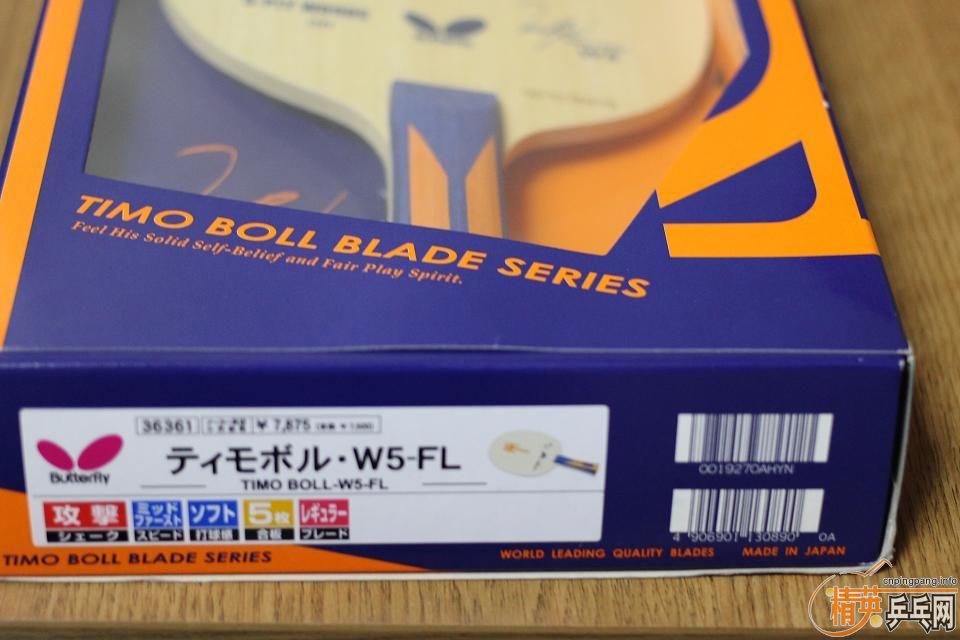 TIMO BOLL BLADE SERIES
Feel His Solid Self-Belief and Fair Play Spirit.
36361
¥ 7,875
Butterfly
ティモボル・W5-FL
TIMO BOLL-W5-FL
攻撃
シェーク
ミッド
ファースト
スピード
ソフト
打球感
5枚
合板
レギュラー
ブレード
0019270AHYN
4 906901 130890 0A
TIMO BOLL BLADE SERIES
WORLD LEADING QUALITY BLADES MADE IN JAPAN
cnpingpang.info
精英乒乓网